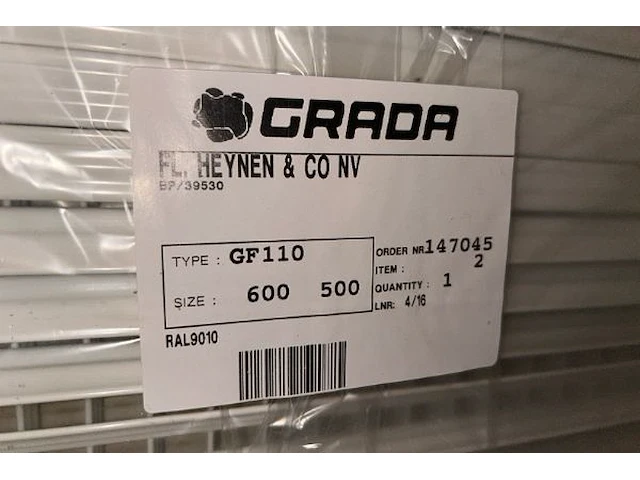 GRADA
FL. HEYNEN & CO NV
BP/39530
TYPE : GF110
SIZE : 600 500
ORDER NR 147045
ITEM : 2
QUANTITY : 1
LNR: 4/16
RAL9010